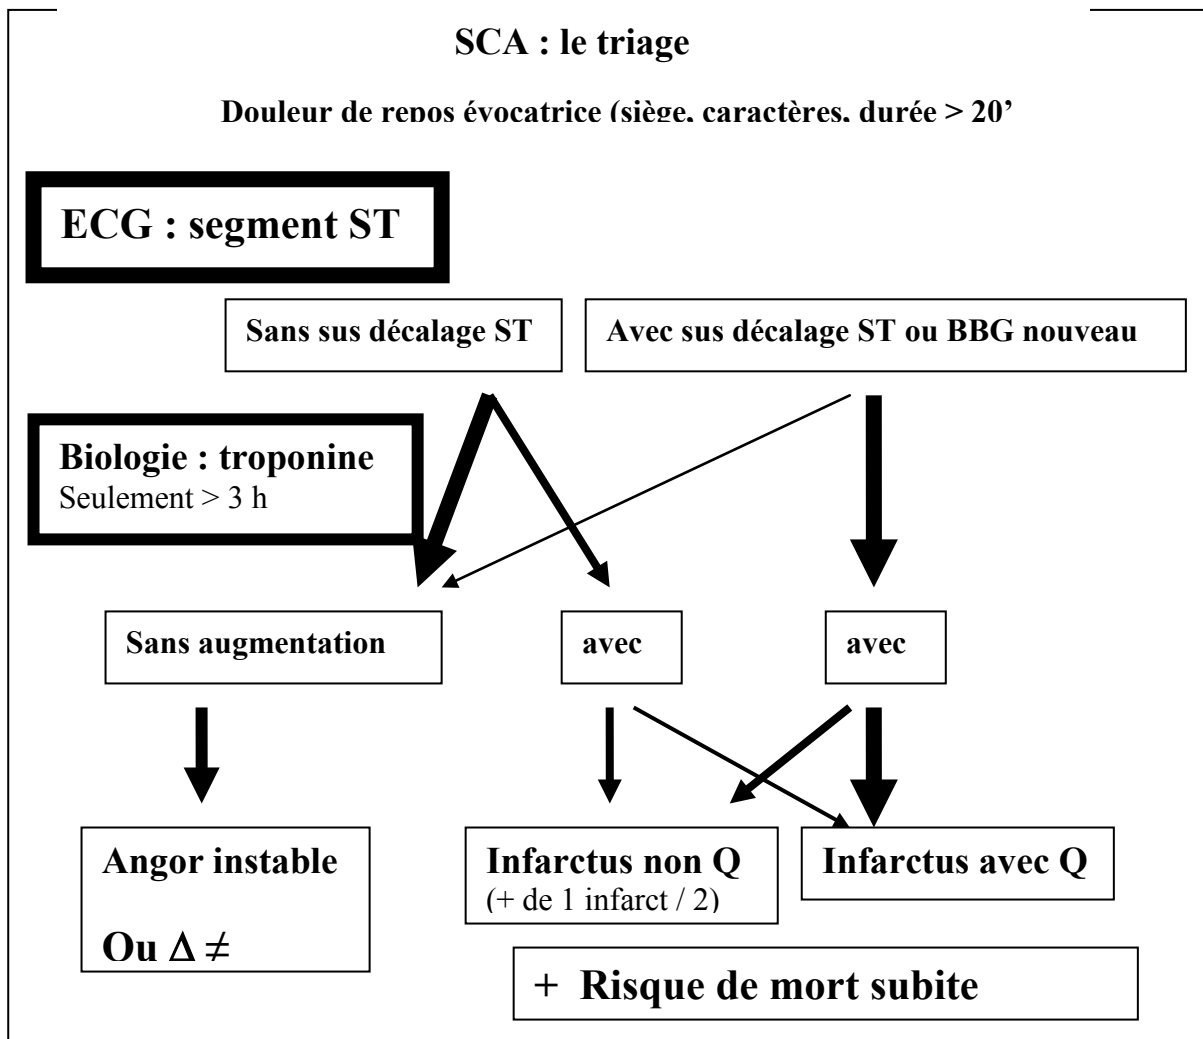 SCA : le triage
Douleur de repos évocatrice (siège, caractères, durée > 20’
ECG : segment ST
Sans sus décalage ST
Avec sus décalage ST ou BBG nouveau
Biologie : troponine
Seulement > 3 h
Sans augmentation
avec
avec
Angor instable
Ou Δ ≠
Infarctus non Q
(+ de 1 infarct / 2)
Infarctus avec Q
+ Risque de mort subite